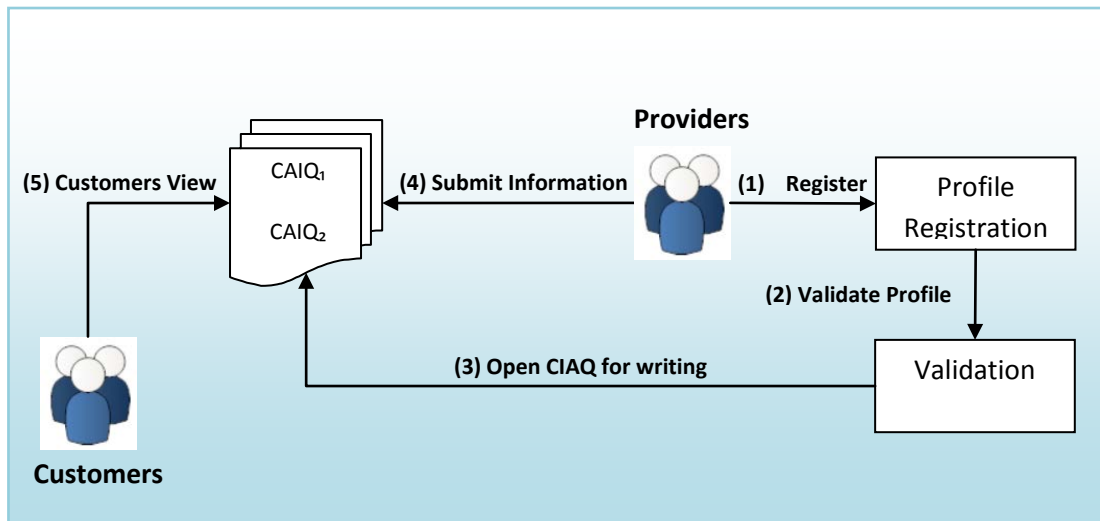 Providers
(5) Customers View
CAIQ₁
CAIQ₂
(4) Submit Information
(1) Register
Profile
Registration
(2) Validate Profile
(3) Open CIAQ for writing
Validation
Customers